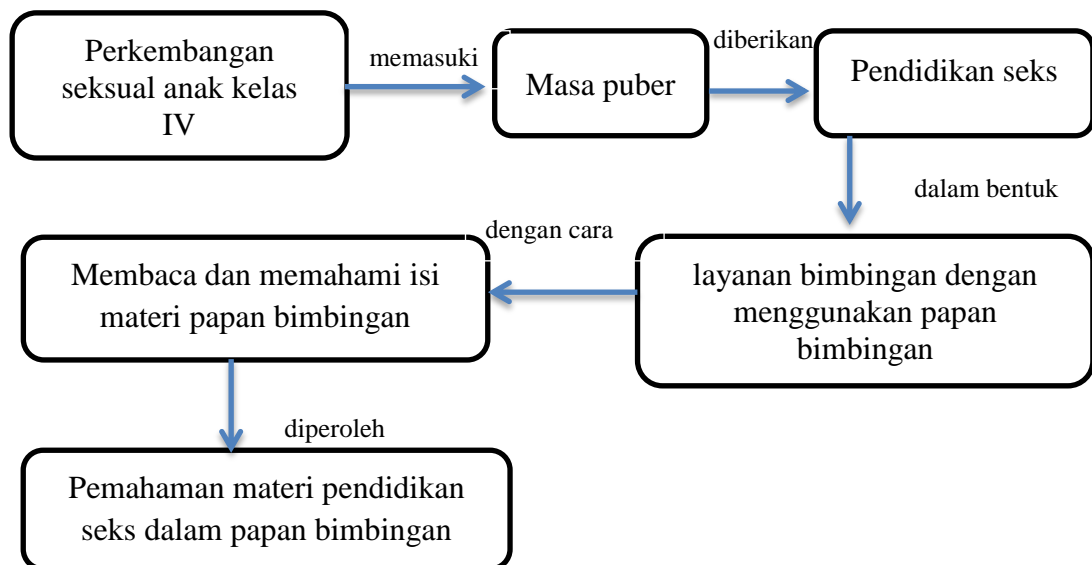 Perkembangan
seksual anak kelas
IV
memasuki
Masa puber
diberikan
Pendidikan seks
dalam bentuk
layanan bimbingan dengan
menggunakan papan
bimbingan
dengan cara
Membaca dan memahami isi
materi papan bimbingan
diperoleh
Pemahaman materi pendidikan
seks dalam papan bimbingan